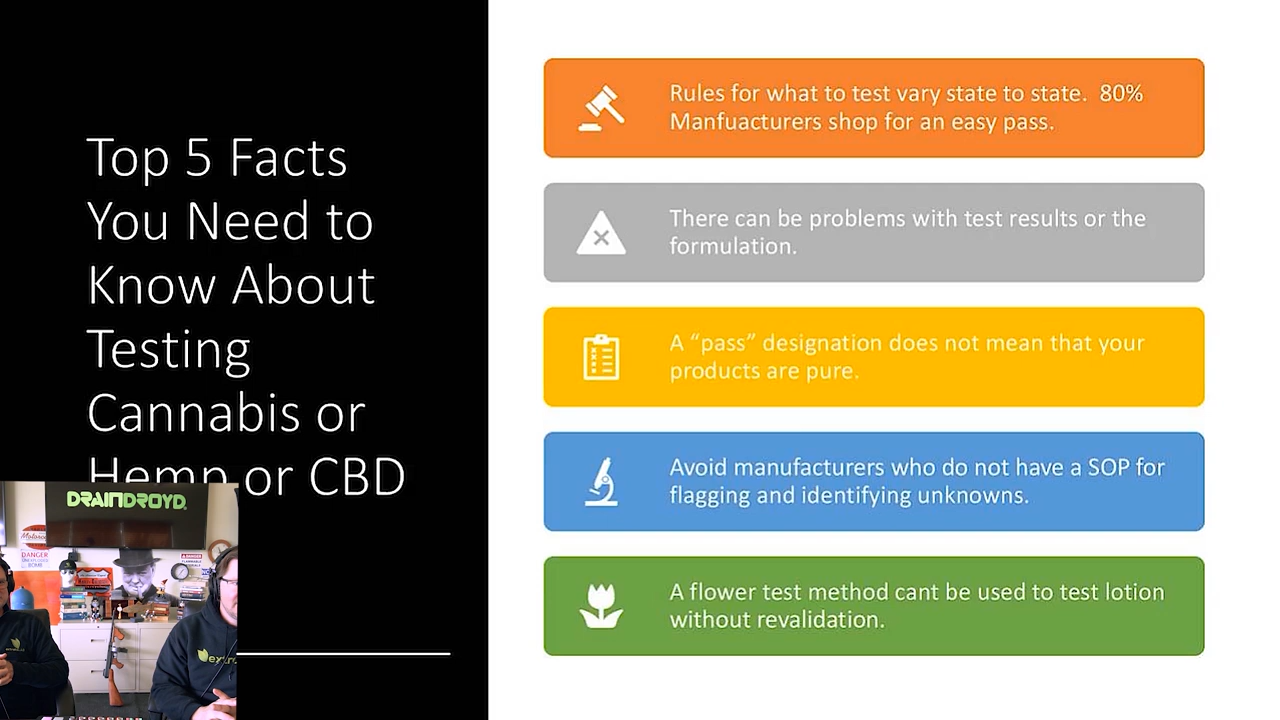 Top 5 Facts
You Need to
Know About
Testing
Cannabis or
Hemp or CBD
Rules for what to test vary state to state.  80%
Manfuacturers shop for an easy pass.
There can be problems with test results or the
formulation.
A “pass” designation does not mean that your
products are pure.
Avoid manufacturers who do not have a SOP for
flagging and identifying unknowns.
A flower test method cant be used to test lotion
without revalidation.
DRAINDROYD
DANGER